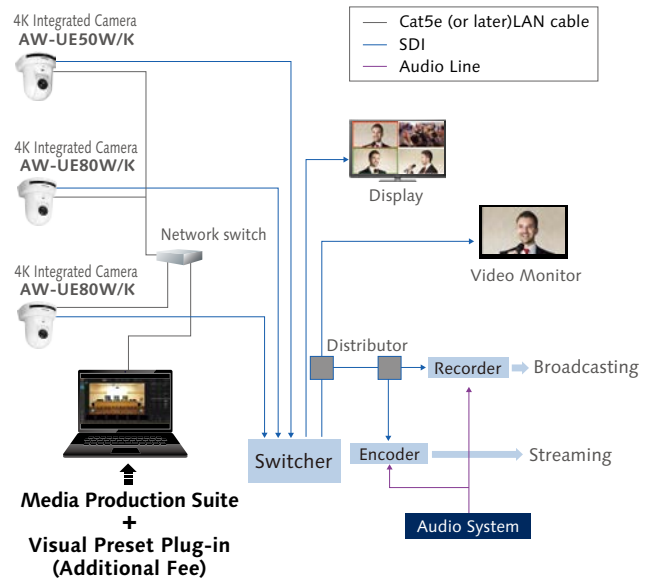 4K Integrated Camera
AW-UE50W/K
Cat5e (or later)LAN cable
SDI
Audio Line
4K Integrated Camera
AW-UE80W/K
Display
Network switch
Video Monitor
4K Integrated Camera
AW-UE80W/K
Distributor
Recorder
Broadcasting
Switcher
Encoder
Streaming
Media Production Suite
+
Visual Preset Plug-in
(Additional Fee)
Audio System